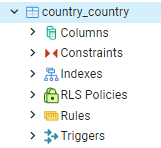 country_country
Columns
Constraints
Indexes
RLS Policies
Rules
Triggers